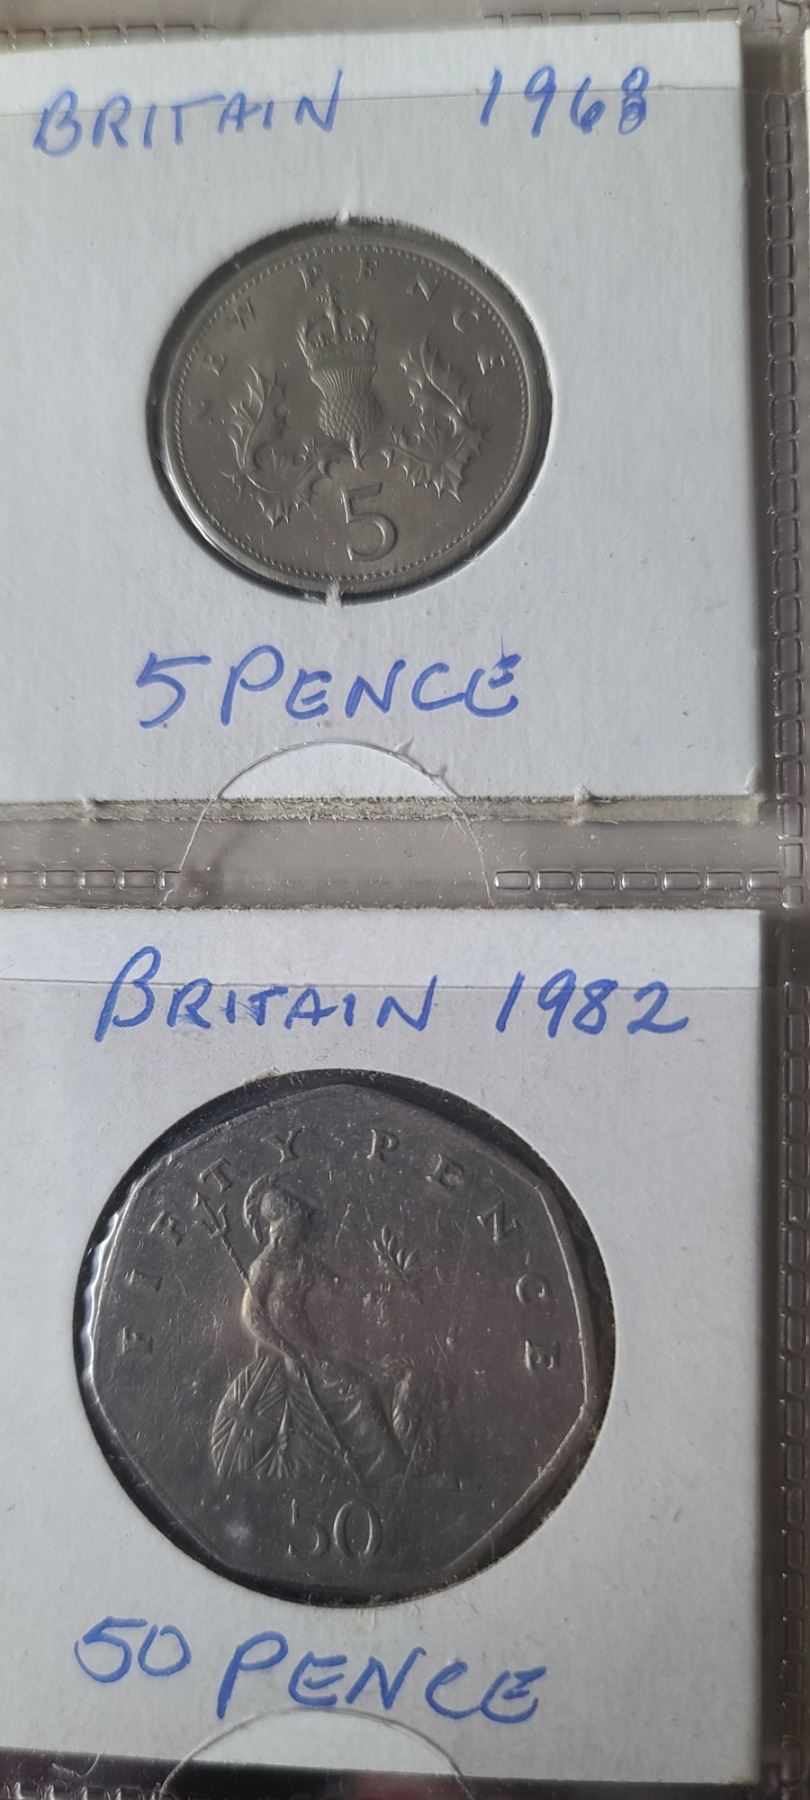 BRITAIN 1968
NEW PENCE
5
5 PENCE
BRITAIN 1982
FIFTY PENCE
50
50 PENCE